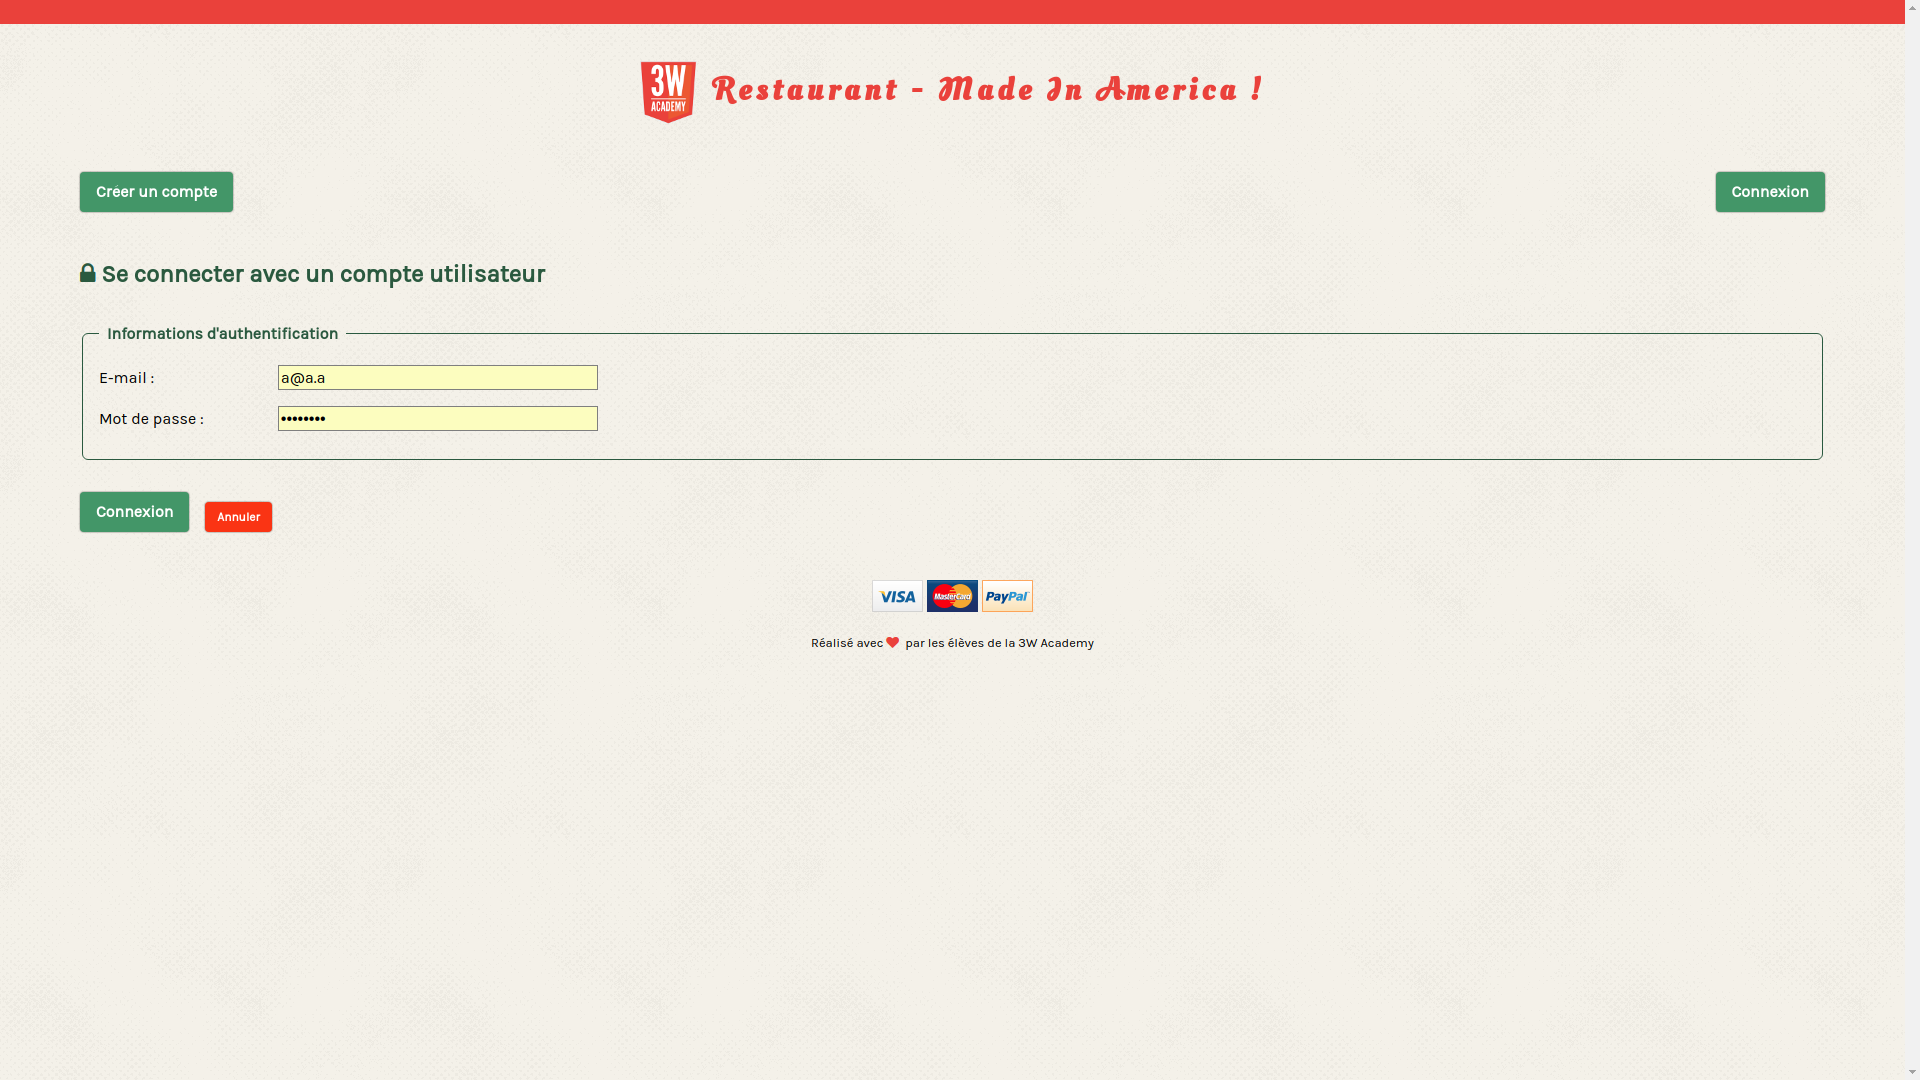 3W
ACADEMY
Restaurant - Made In America !
Créer un compte
Connexion
Se connecter avec un compte utilisateur
Informations d'authentification
E-mail :
a@a.a
Mot de passe :
••••••••
Connexion
Annuler
VISA
MasterCard
PayPal
Réalisé avec par les élèves de la 3W Academy